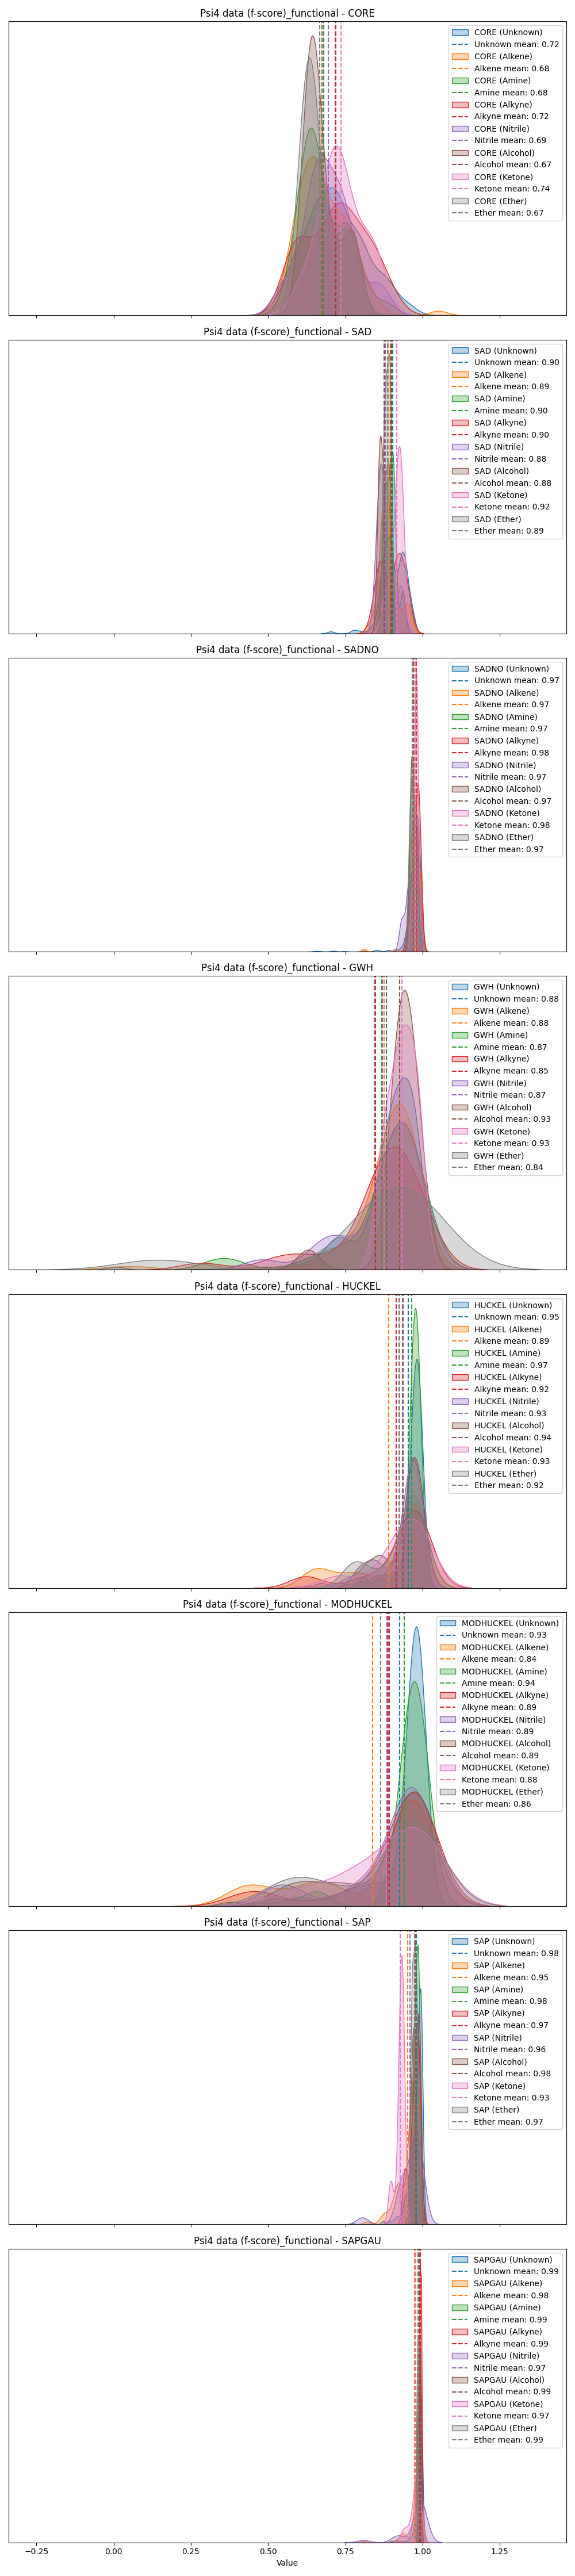 Psi4 data (f-score)_functional - CORE
CORE (Unknown)
Unknown mean: 0.72
CORE (Alkene)
Alkene mean: 0.68
CORE (Amine)
Amine mean: 0.68
CORE (Alkyne)
Alkyne mean: 0.72
CORE (Nitrile)
Nitrile mean: 0.69
CORE (Alcohol)
Alcohol mean: 0.67
CORE (Ketone)
Ketone mean: 0.74
CORE (Ether)
Ether mean: 0.67
Psi4 data (f-score)_functional - SAD
SAD (Unknown)
Unknown mean: 0.90
SAD (Alkene)
Alkene mean: 0.89
SAD (Amine)
Amine mean: 0.90
SAD (Alkyne)
Alkyne mean: 0.90
SAD (Nitrile)
Nitrile mean: 0.88
SAD (Alcohol)
Alcohol mean: 0.88
SAD (Ketone)
Ketone mean: 0.92
SAD (Ether)
Ether mean: 0.89
Psi4 data (f-score)_functional - SADNO
SADNO (Unknown)
Unknown mean: 0.97
SADNO (Alkene)
Alkene mean: 0.97
SADNO (Amine)
Amine mean: 0.97
SADNO (Alkyne)
Alkyne mean: 0.98
SADNO (Nitrile)
Nitrile mean: 0.97
SADNO (Alcohol)
Alcohol mean: 0.97
SADNO (Ketone)
Ketone mean: 0.98
SADNO (Ether)
Ether mean: 0.97
Psi4 data (f-score)_functional - GWH
GWH (Unknown)
Unknown mean: 0.88
GWH (Alkene)
Alkene mean: 0.88
GWH (Amine)
Amine mean: 0.87
GWH (Alkyne)
Alkyne mean: 0.85
GWH (Nitrile)
Nitrile mean: 0.87
GWH (Alcohol)
Alcohol mean: 0.93
GWH (Ketone)
Ketone mean: 0.93
GWH (Ether)
Ether mean: 0.84
Psi4 data (f-score)_functional - HUCKEL
HUCKEL (Unknown)
Unknown mean: 0.95
HUCKEL (Alkene)
Alkene mean: 0.89
HUCKEL (Amine)
Amine mean: 0.97
HUCKEL (Alkyne)
Alkyne mean: 0.92
HUCKEL (Nitrile)
Nitrile mean: 0.93
HUCKEL (Alcohol)
Alcohol mean: 0.94
HUCKEL (Ketone)
Ketone mean: 0.93
HUCKEL (Ether)
Ether mean: 0.92
Psi4 data (f-score)_functional - MODHUCKEL
MODHUCKEL (Unknown)
Unknown mean: 0.93
MODHUCKEL (Alkene)
Alkene mean: 0.84
MODHUCKEL (Amine)
Amine mean: 0.94
MODHUCKEL (Alkyne)
Alkyne mean: 0.89
MODHUCKEL (Nitrile)
Nitrile mean: 0.89
MODHUCKEL (Alcohol)
Alcohol mean: 0.89
MODHUCKEL (Ketone)
Ketone mean: 0.88
MODHUCKEL (Ether)
Ether mean: 0.86
Psi4 data (f-score)_functional - SAP
SAP (Unknown)
Unknown mean: 0.98
SAP (Alkene)
Alkene mean: 0.95
SAP (Amine)
Amine mean: 0.98
SAP (Alkyne)
Alkyne mean: 0.97
SAP (Nitrile)
Nitrile mean: 0.96
SAP (Alcohol)
Alcohol mean: 0.98
SAP (Ketone)
Ketone mean: 0.93
SAP (Ether)
Ether mean: 0.97
Psi4 data (f-score)_functional - SAPGAU
SAPGAU (Unknown)
Unknown mean: 0.99
SAPGAU (Alkene)
Alkene mean: 0.98
SAPGAU (Amine)
Amine mean: 0.99
SAPGAU (Alkyne)
Alkyne mean: 0.99
SAPGAU (Nitrile)
Nitrile mean: 0.97
SAPGAU (Alcohol)
Alcohol mean: 0.99
SAPGAU (Ketone)
Ketone mean: 0.97
SAPGAU (Ether)
Ether mean: 0.99
−0.25 0.00 0.25 0.50 0.75 1.00 1.25
Value